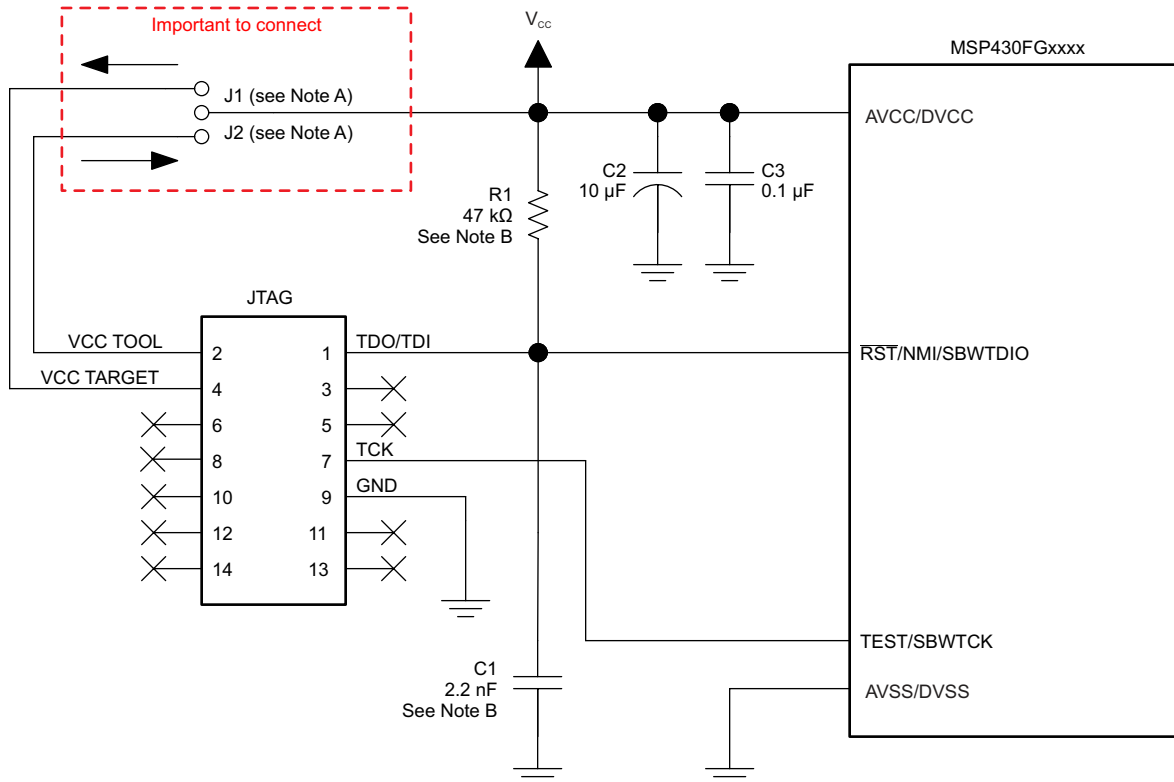 Important to connect
J1 (see Note A)
J2 (see Note A)
VCC
MSP430FGxxxx
AVCC/DVCC
C2
10 µF
C3
0.1 µF
R1
47 kΩ
See Note B
JTAG
VCC TOOL
2
1
TDO/TDI
RST/NMI/SBWTDIO
VCC TARGET
4
3
6
5
8
7
TCK
10
9
GND
12
11
14
13
TEST/SBWTCK
C1
2.2 nF
See Note B
AVSS/DVSS